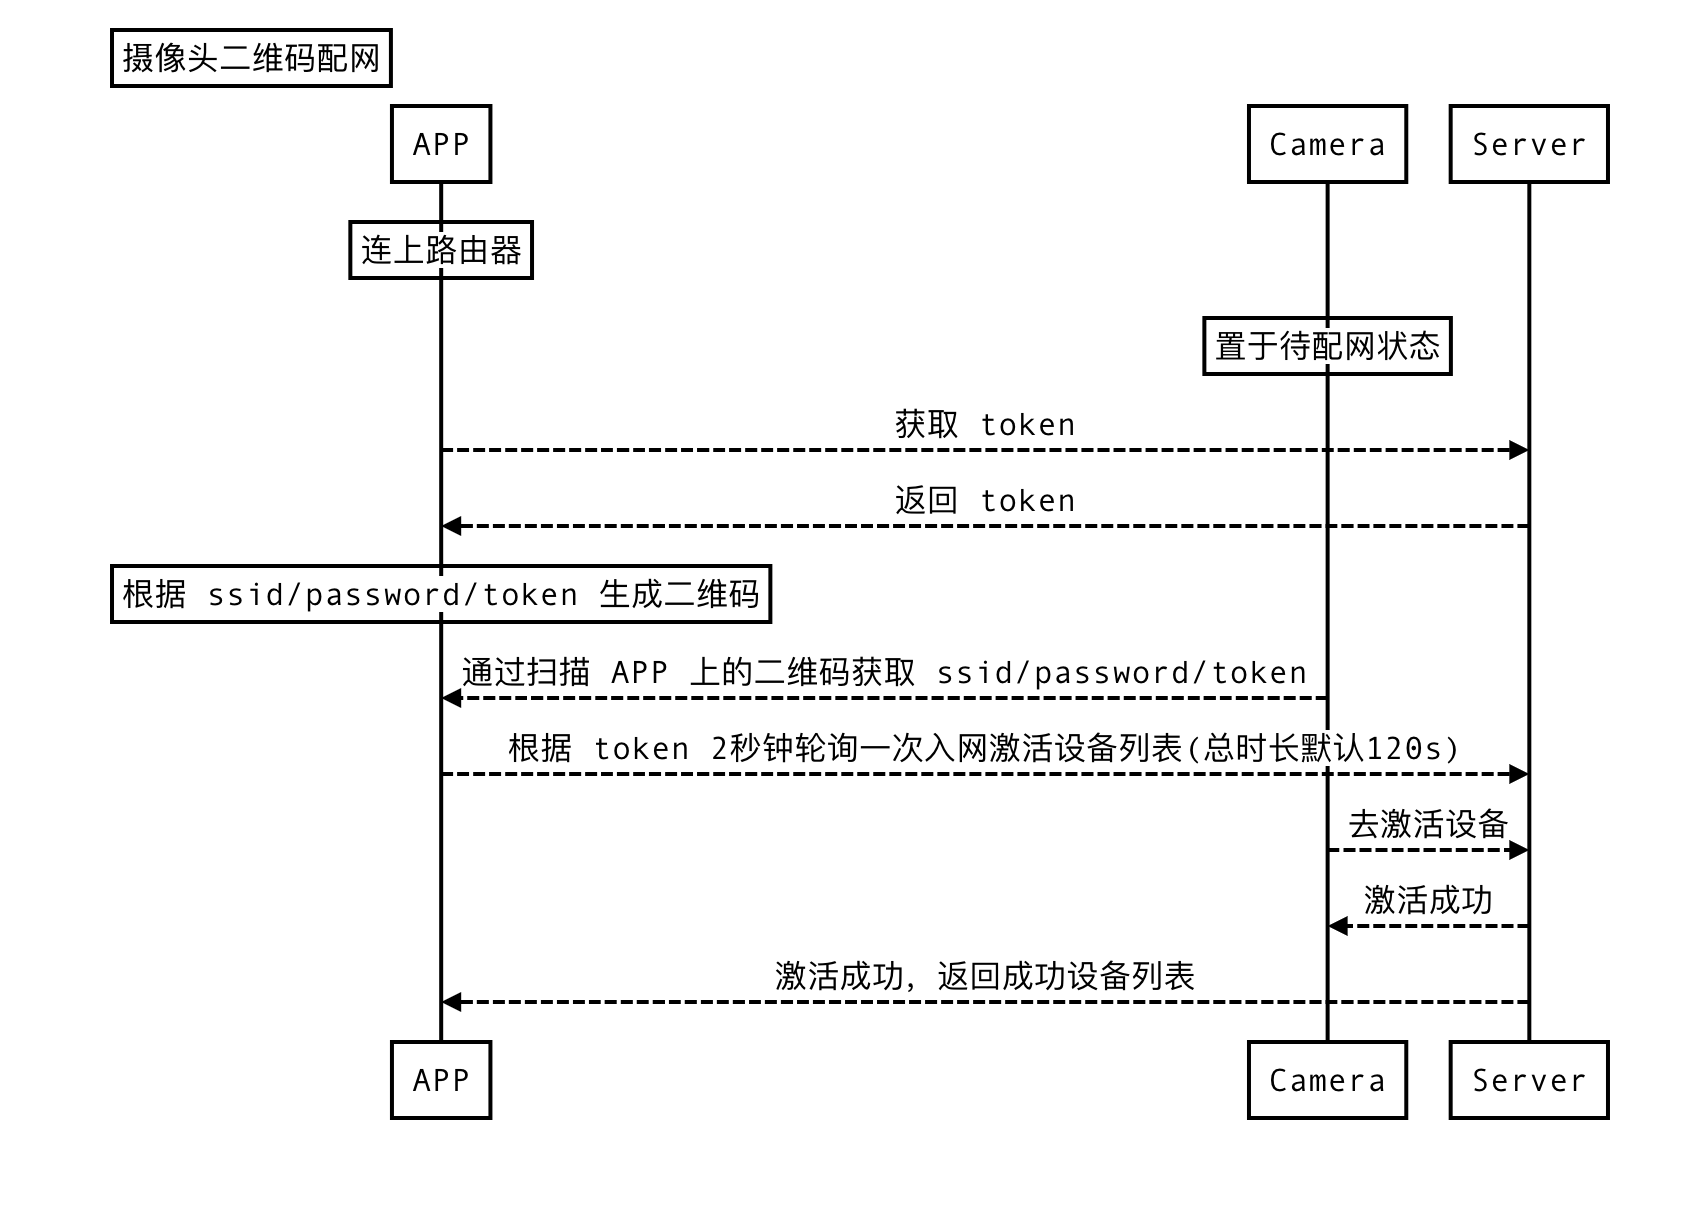 摄像头二维码配网
APP
Camera
Server
连上路由器
置于待配网状态
获取 token
返回 token
根据 ssid/password/token 生成二维码
通过扫描 APP 上的二维码获取 ssid/password/token
根据 token 2秒钟轮询一次入网激活设备列表(总时长默认120s)
去激活设备
激活成功
激活成功，返回成功设备列表
APP
Camera
Server